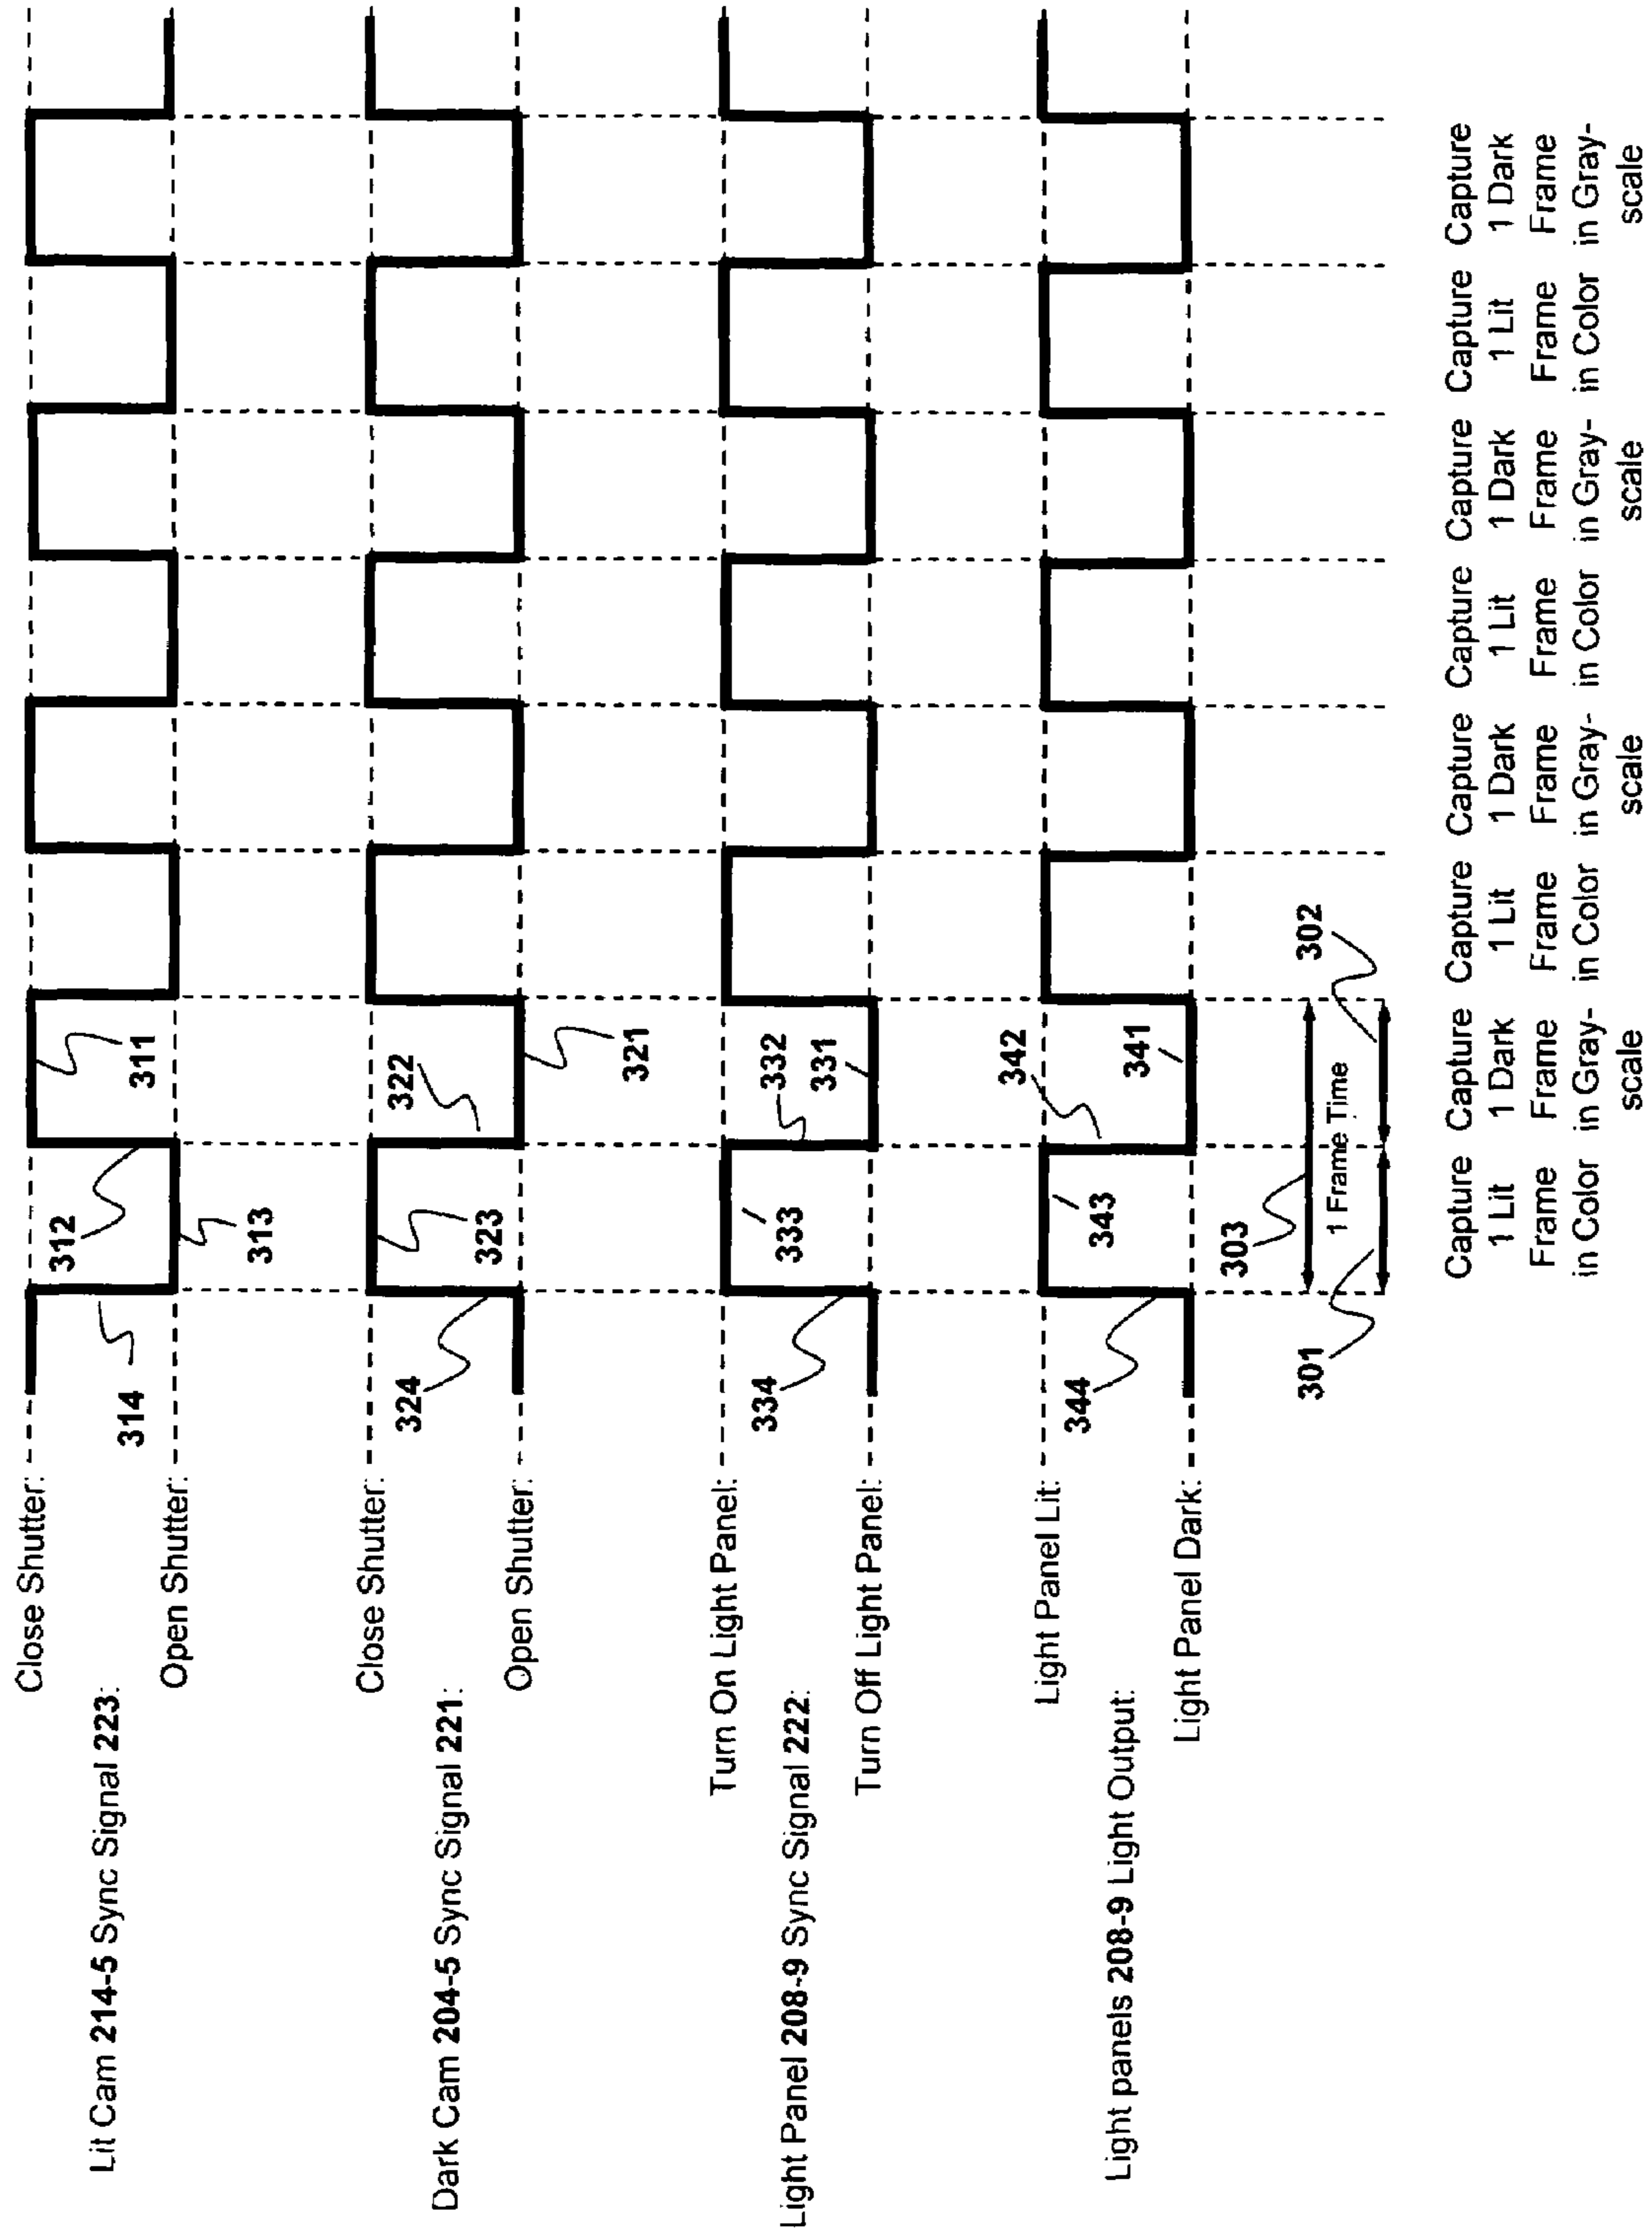 Close Shutter:
Lit Cam 214-5 Sync Signal 223:
Open Shutter:
314
312
313
311
Close Shutter:
Dark Cam 204-5 Sync Signal 221:
Open Shutter:
324
323
322
321
Turn On Light Panel:
Light Panel 208-9 Sync Signal 222:
Turn Off Light Panel:
334
333
332
331
Light Panel Lit:
Light panels 208-9 Light Output:
Light Panel Dark:
344
343
342
341
303
1 Frame Time
301
302
Capture
1 Lit
Frame
in Color
Capture
1 Dark
Frame
in Gray-
scale
Capture
1 Lit
Frame
in Color
Capture
1 Dark
Frame
in Gray-
scale
Capture
1 Lit
Frame
in Color
Capture
1 Dark
Frame
in Gray-
scale
Capture
1 Lit
Frame
in Color
Capture
1 Dark
Frame
in Gray-
scale